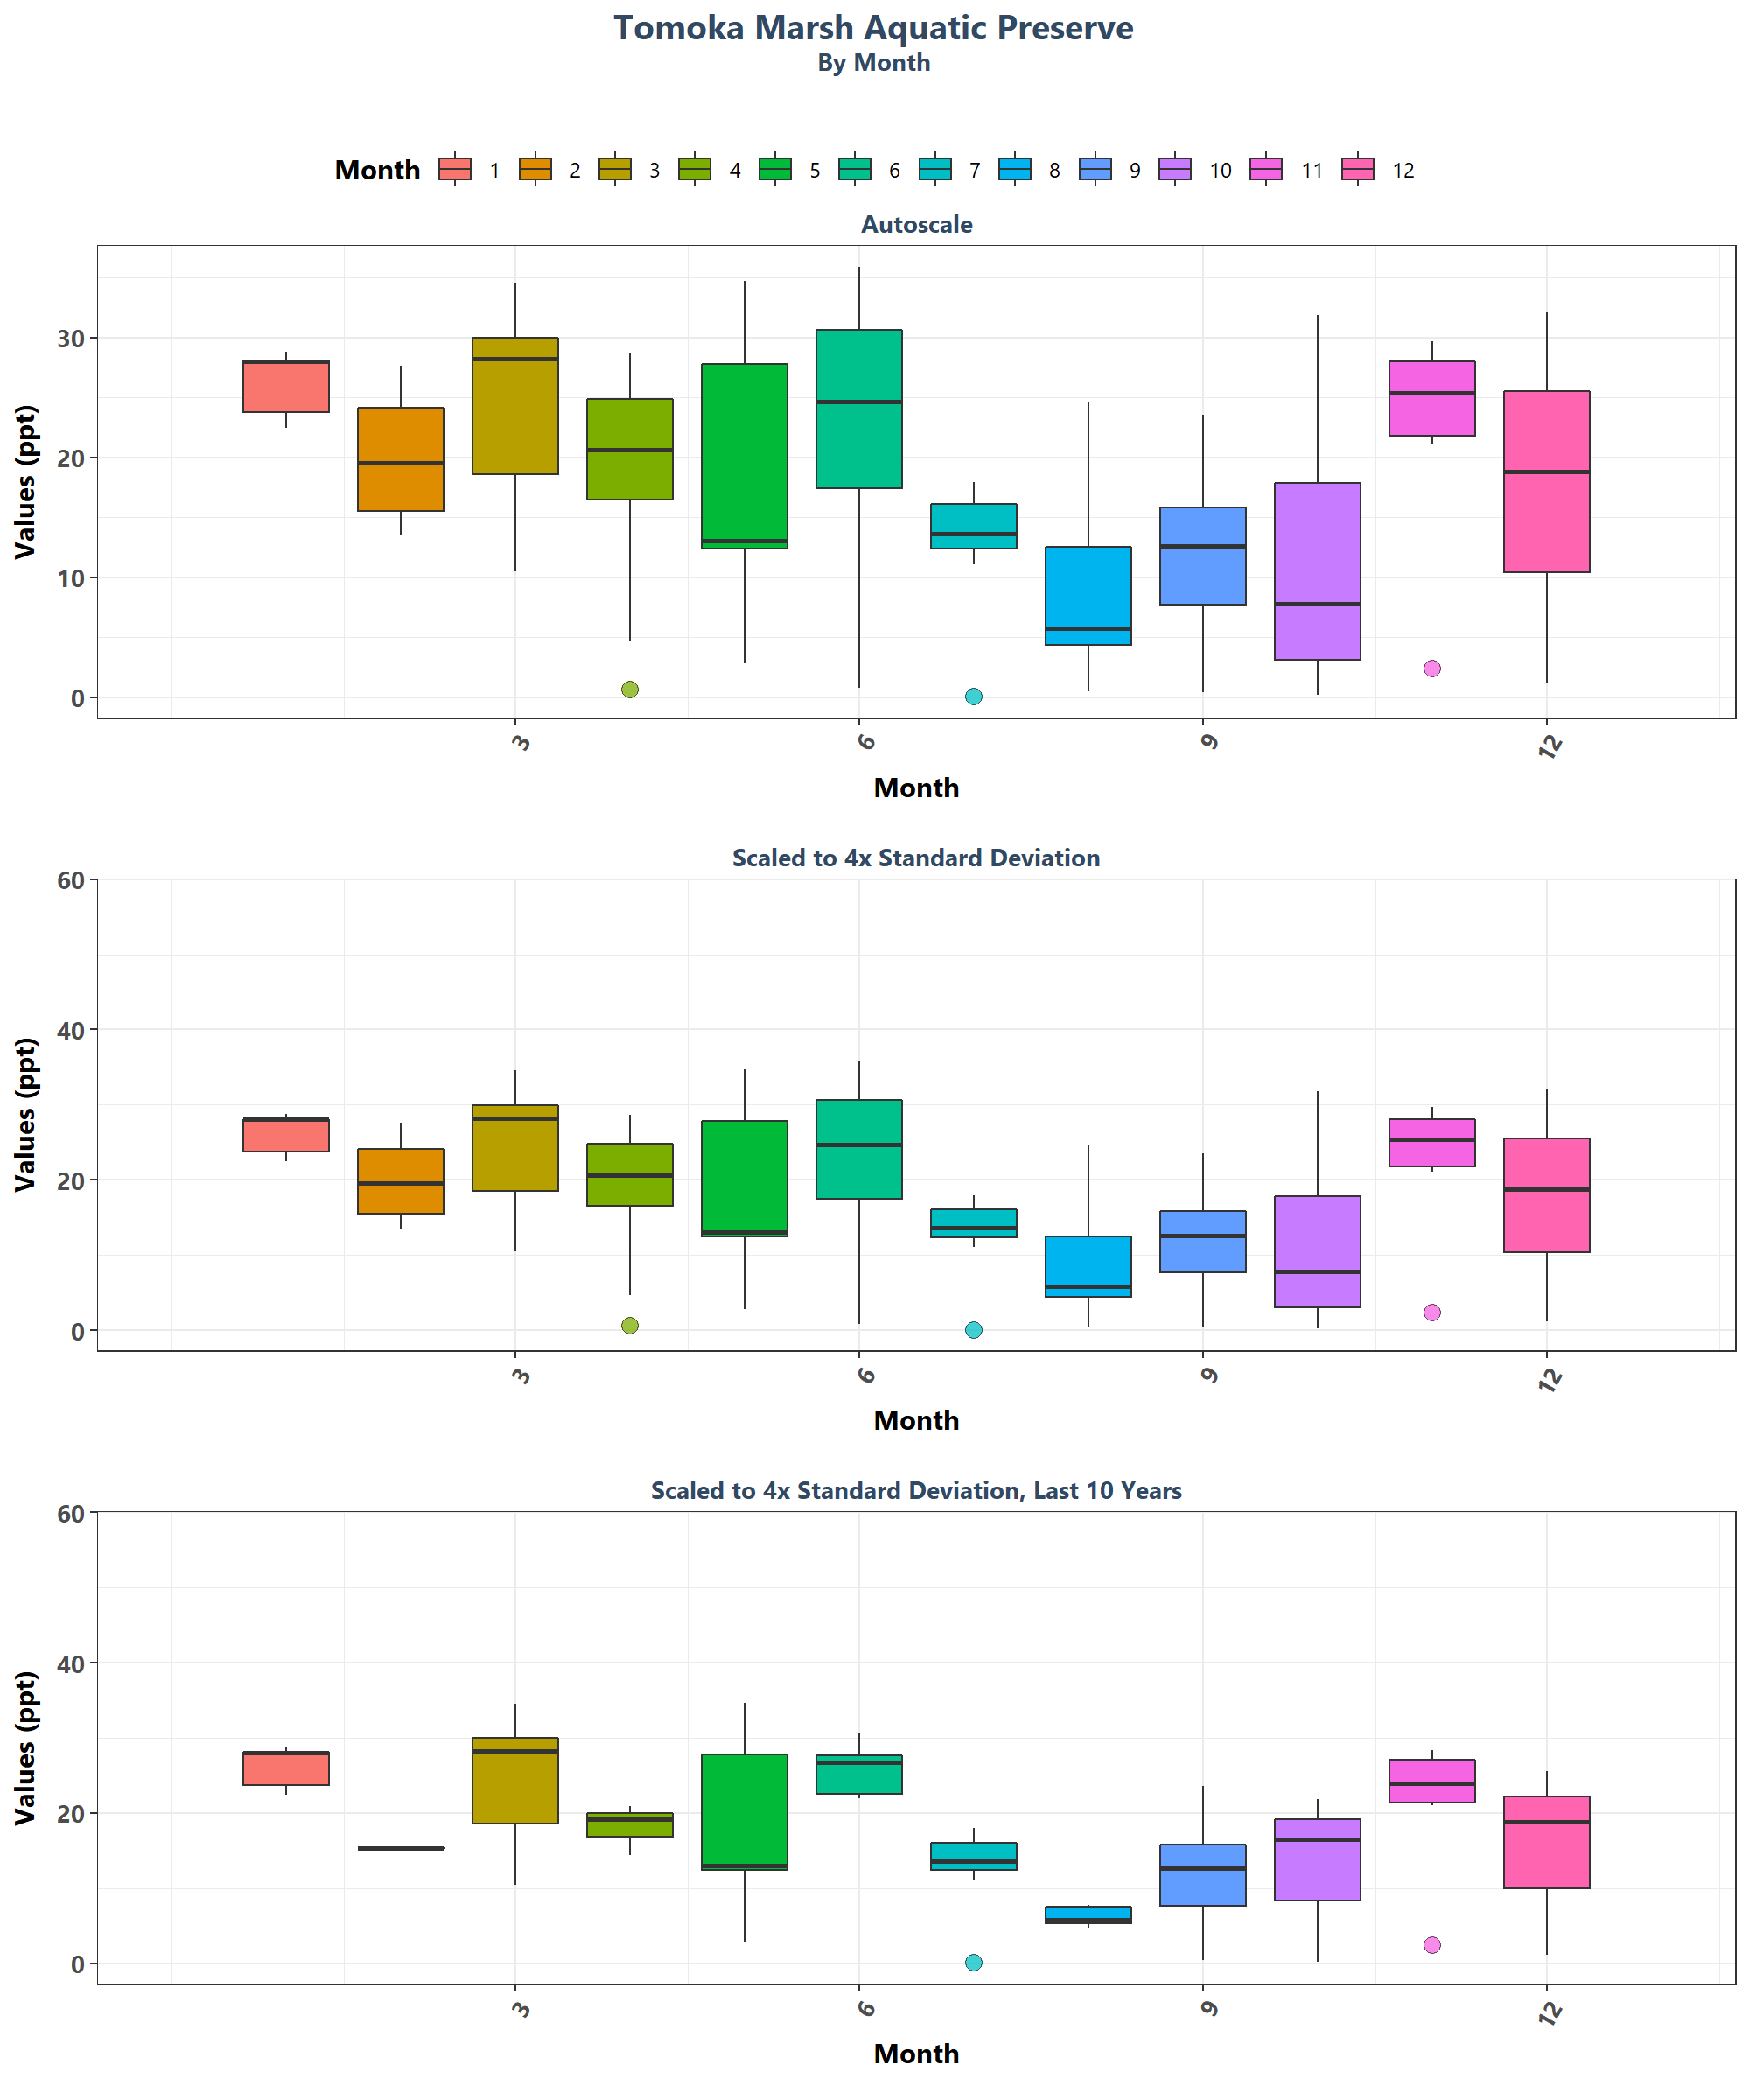 Tomoka Marsh Aquatic Preserve
By Month
Month 1 2 3 4 5 6 7 8 9 10 11 12
Autoscale
Values (ppt)
30
20
10
0
3 6 9 12
Month
Scaled to 4x Standard Deviation
Values (ppt)
60
40
20
0
3 6 9 12
Month
Scaled to 4x Standard Deviation, Last 10 Years
Values (ppt)
60
40
20
0
3 6 9 12
Month